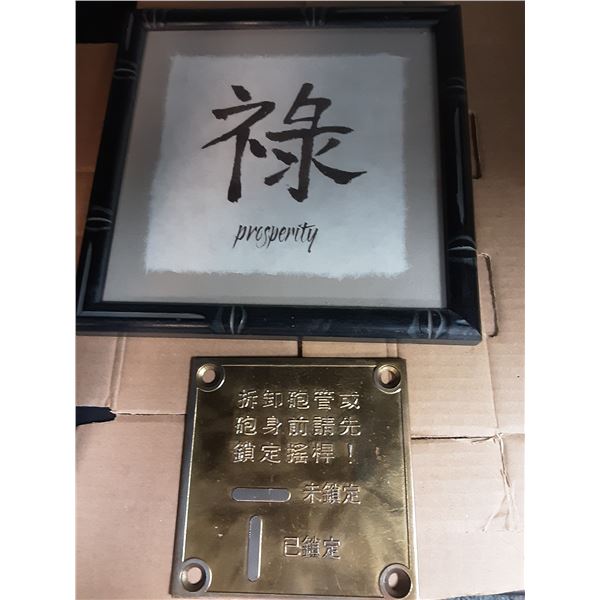 祿
prosperity
拆卸砲管或
砲身前請先
鎖定搖桿！
未鎖定
已鎖定